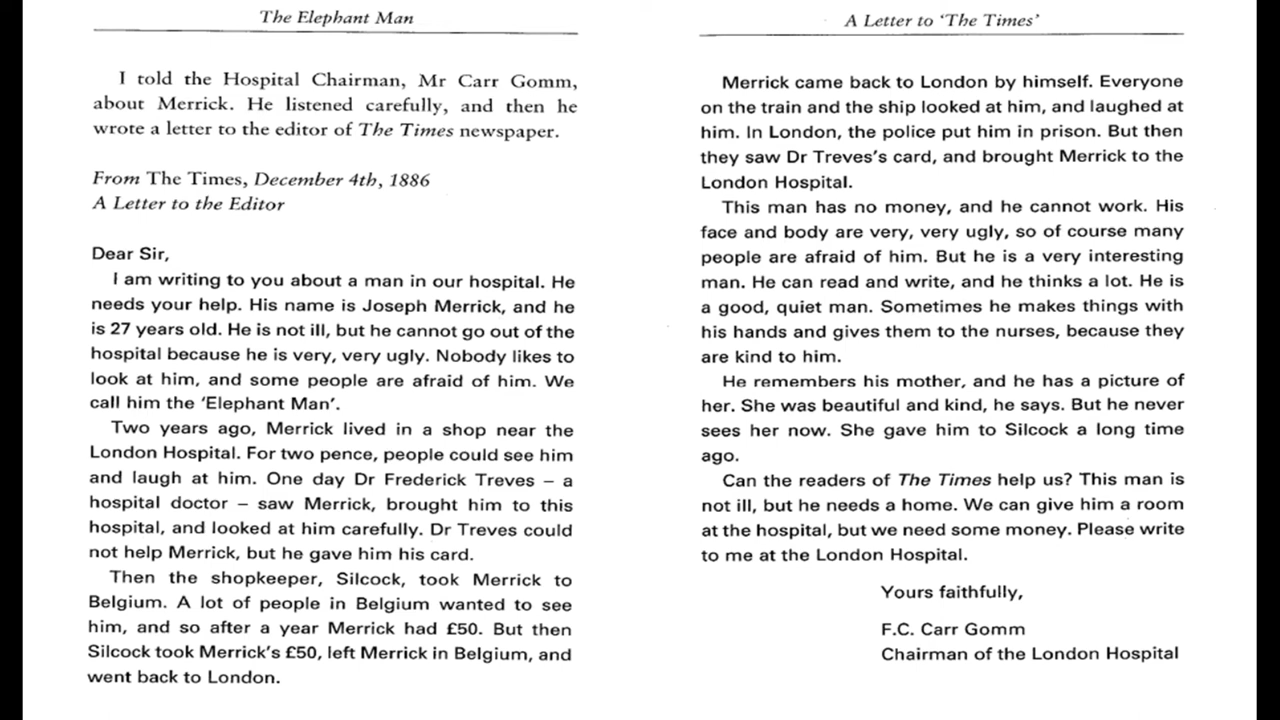 The Elephant Man
I told the Hospital Chairman, Mr Carr Gomm,
about Merrick. He listened carefully, and then he
wrote a letter to the editor of The Times newspaper.
From The Times, December 4th, 1886
A Letter to the Editor
Dear Sir,
I am writing to you about a man in our hospital. He
needs your help. His name is Joseph Merrick, and he
is 27 years old. He is not ill, but he cannot go out of the
hospital because he is very, very ugly. Nobody likes to
look at him, and some people are afraid of him. We
call him the ‘Elephant Man’.
Two years ago, Merrick lived in a shop near the
London Hospital. For two pence, people could see him
and laugh at him. One day Dr Frederick Treves – a
hospital doctor – saw Merrick, brought him to this
hospital, and looked at him carefully. Dr Treves could
not help Merrick, but he gave him his card.
Then the shopkeeper, Silcock, took Merrick to
Belgium. A lot of people in Belgium wanted to see
him, and so after a year Merrick had £50. But then
Silcock took Merrick’s £50, left Merrick in Belgium, and
went back to London.
A Letter to ‘The Times’
Merrick came back to London by himself. Everyone
on the train and the ship looked at him, and laughed at
him. In London, the police put him in prison. But then
they saw Dr Treves’s card, and brought Merrick to the
London Hospital.
This man has no money, and he cannot work. His
face and body are very, very ugly, so of course many
people are afraid of him. But he is a very interesting
man. He can read and write, and he thinks a lot. He is
a good, quiet man. Sometimes he makes things with
his hands and gives them to the nurses, because they
are kind to him.
He remembers his mother, and he has a picture of
her. She was beautiful and kind, he says. But he never
sees her now. She gave him to Silcock a long time
ago.
Can the readers of The Times help us? This man is
not ill, but he needs a home. We can give him a room
at the hospital, but we need some money. Please write
to me at the London Hospital.
Yours faithfully,
F.C. Carr Gomm
Chairman of the London Hospital